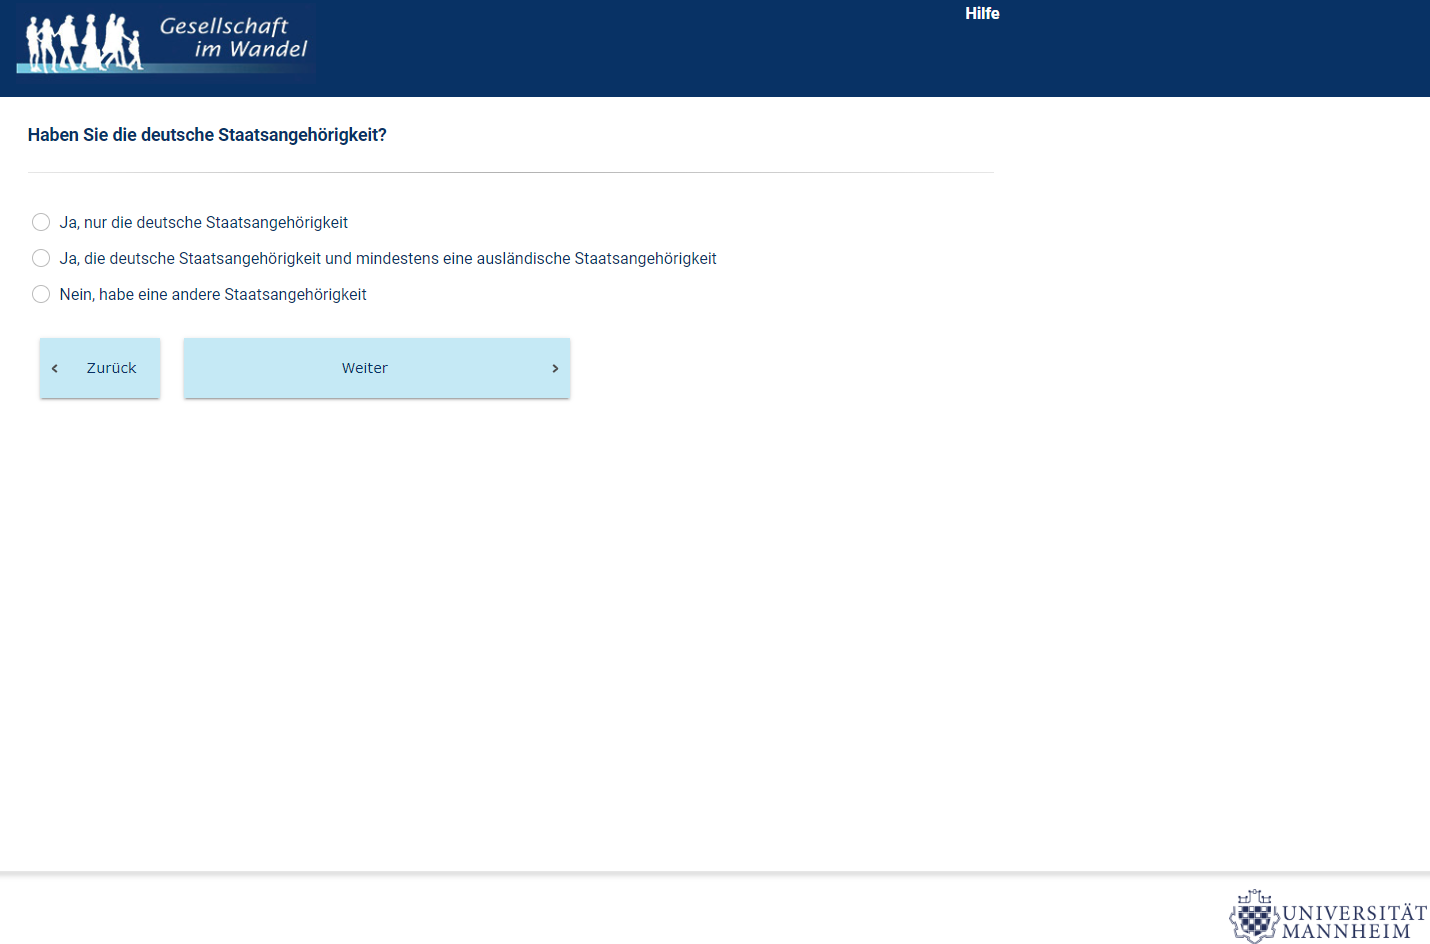 Gesellschaft
im Wandel
Hilfe
Haben Sie die deutsche Staatsangehörigkeit?
Ja, nur die deutsche Staatsangehörigkeit
Ja, die deutsche Staatsangehörigkeit und mindestens eine ausländische Staatsangehörigkeit
Nein, habe eine andere Staatsangehörigkeit
‹ Zurück
Weiter ›
UNIVERSITÄT
MANNHEIM